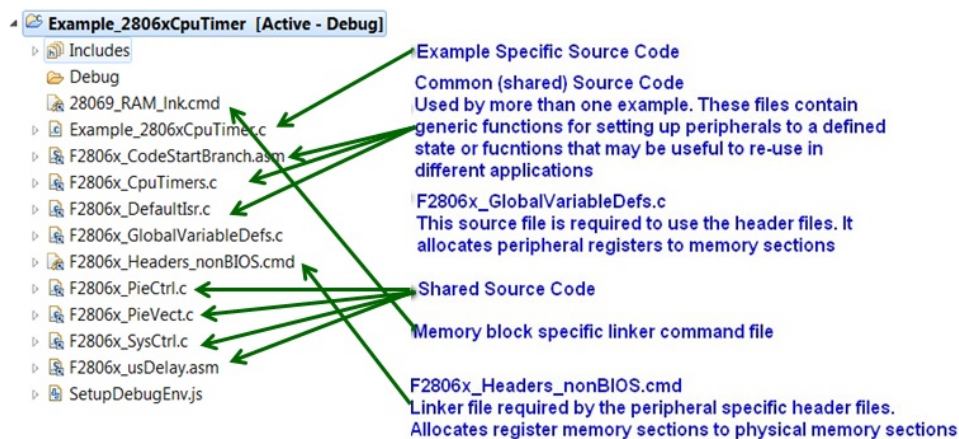 Example_2806xCpuTimer [Active - Debug]
Includes
Debug
28069_RAM_lnk.cmd
Example_2806xCpuTimer.c
F2806x_CodeStartBranch.asm
F2806x_CpuTimers.c
F2806x_DefaultIsr.c
F2806x_GlobalVariableDefs.c
F2806x_Headers_nonBIOS.cmd
F2806x_PieCtrl.c
F2806x_PieVect.c
F2806x_SysCtrl.c
F2806x_usDelay.asm
SetupDebugEnv.js
Example Specific Source Code
Common (shared) Source Code
Used by more than one example. These files contain
generic functions for setting up peripherals to a defined
state or fucntions that may be useful to re-use in
different applications
F2806x_GlobalVariableDefs.c
This source file is required to use the header files. It
allocates peripheral registers to memory sections
Shared Source Code
Memory block specific linker command file
F2806x_Headers_nonBIOS.cmd
Linker file required by the peripheral specific header files.
Allocates register memory sections to physical memory sections